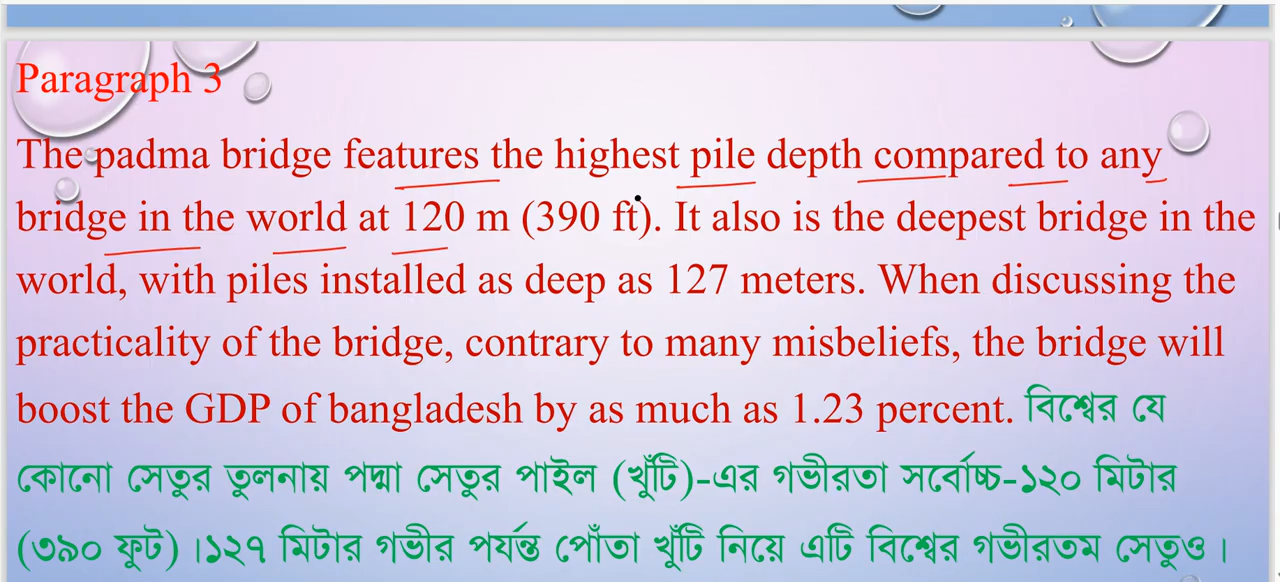 Paragraph 3
The padma bridge features the highest pile depth compared to any
bridge in the world at 120 m (390 ft). It also is the deepest bridge in the
world, with piles installed as deep as 127 meters. When discussing the
practicality of the bridge, contrary to many misbeliefs, the bridge will
boost the GDP of bangladesh by as much as 1.23 percent. বিশ্বের যে
কোনো সেতুর তুলনায় পদ্মা সেতুর পাইল (খুঁটি)-এর গভীরতা সর্বোচ্চ-১২০ মিটার
(৩৯০ ফুট) ।১২৭ মিটার গভীর পর্যন্ত পোঁতা খুঁটি নিয়ে এটি বিশ্বের গভীরতম সেতুও ।